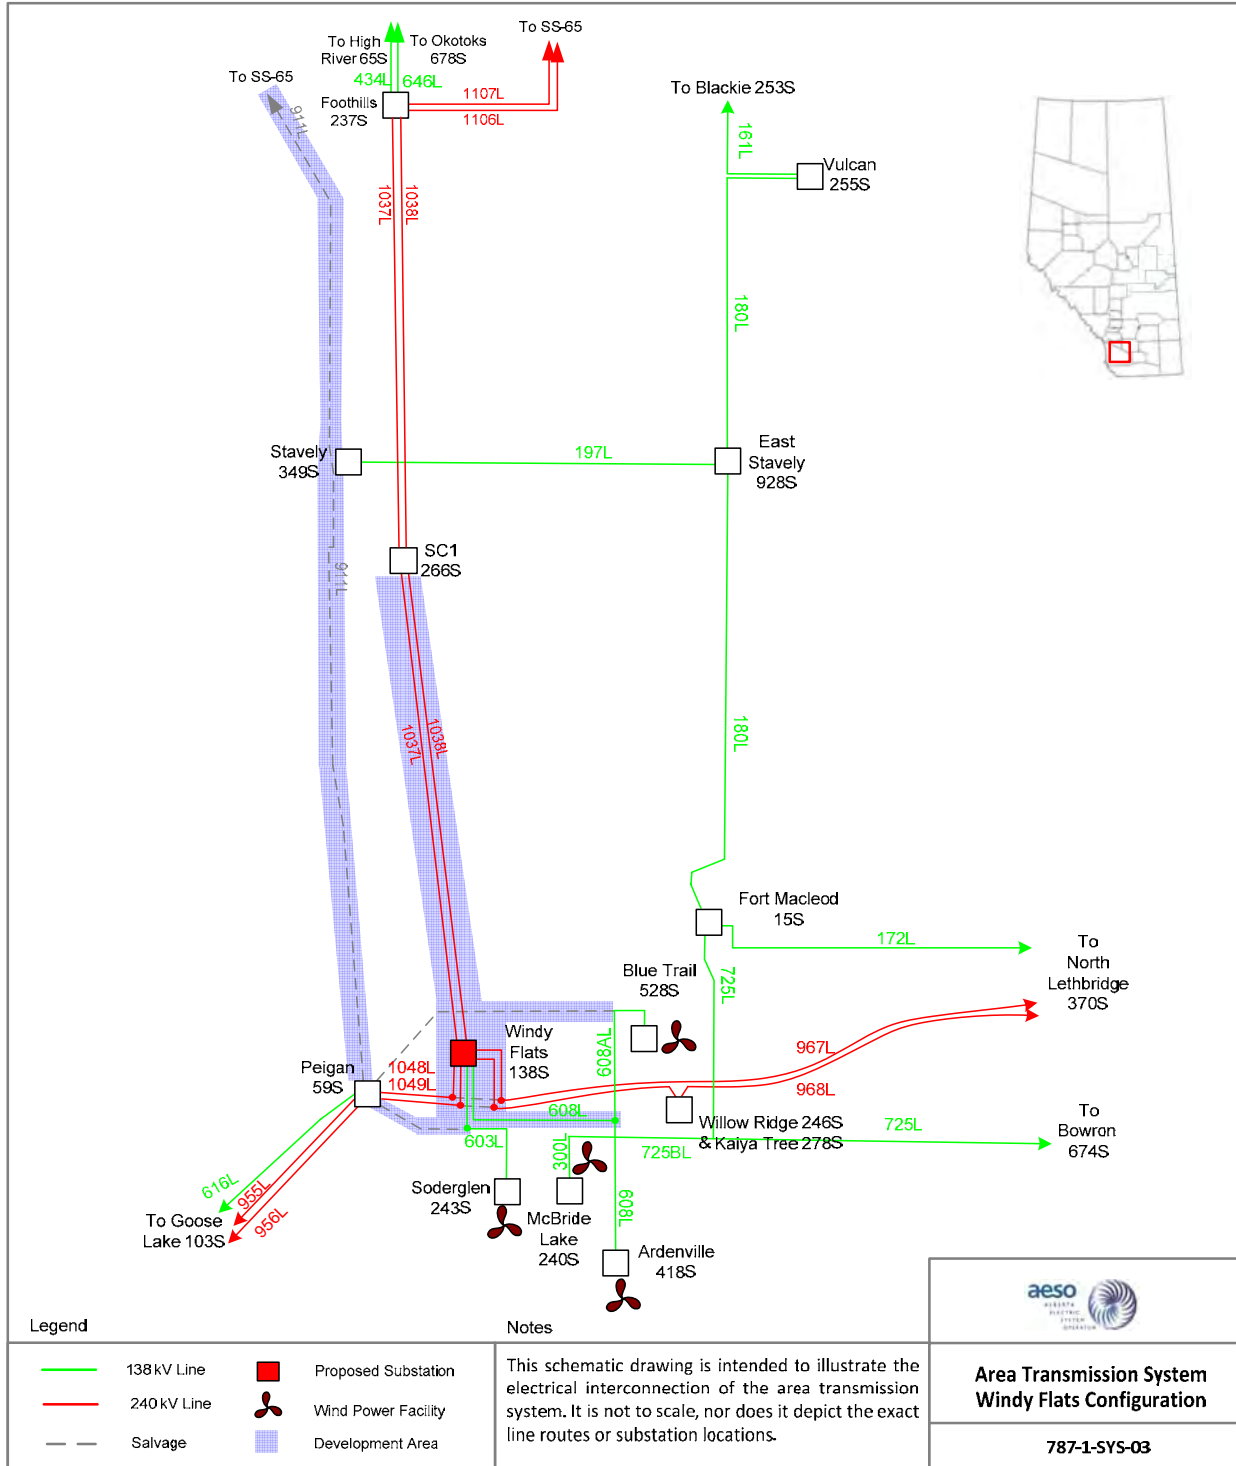 To High
River 65S
To Okotoks
678S
To SS-65
434L
646L
To SS-65
911L
Foothills
237S
1107L
1106L
To Blackie 253S
161L
Vulcan
255S
1037L
1038L
180L
Stavely
349S
197L
East
Stavely
928S
SC1
266S
911L
1037L
1038L
180L
Fort Macleod
15S
172L
To
North
Lethbridge
370S
Blue Trail
528S
725L
Windy
Flats
138S
608AL
967L
968L
Peigan
59S
1048L
1049L
608L
Willow Ridge 246S
& Kaiya Tree 278S
725L
To
Bowron
674S
603L
300L
725BL
616L
955L
956L
To Goose
Lake 103S
Soderglen
243S
McBride
Lake
240S
608L
Ardenville
418S
Legend
138 kV Line
240 kV Line
Salvage
Proposed Substation
Wind Power Facility
Development Area
Notes
This schematic drawing is intended to illustrate the
electrical interconnection of the area transmission
system. It is not to scale, nor does it depict the exact
line routes or substation locations.
aeso
ALBERTA
ELECTRIC
SYSTEM
OPERATOR
Area Transmission System
Windy Flats Configuration
787-1-SYS-03